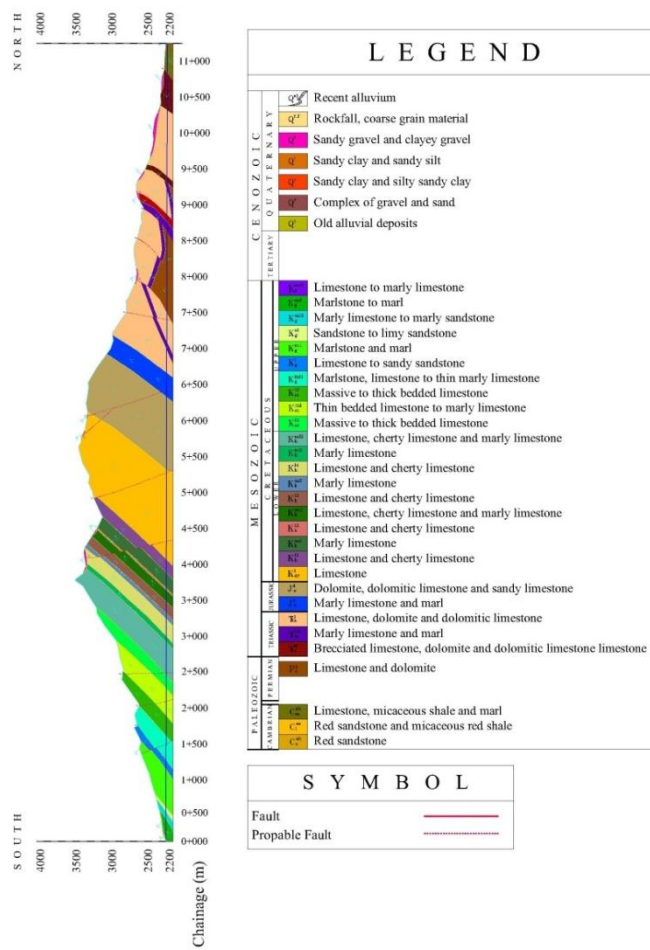 NORTH
4000 3500 3000 2500 2200
11+000
10+500
10+000
9+500
9+000
8+500
8+000
7+500
7+000
6+500
6+000
5+500
5+000
4+500
4+000
3+500
3+000
2+500
2+000
1+500
1+000
0+500
0+000
SOUTH
4000 3500 3000 2500 2200
Chainage (m)
LEGEND
CENOZOIC
QUATERNARY
Recent alluvium
Rockfall, coarse grain material
Sandy gravel and clayey gravel
Sandy clay and sandy silt
Sandy clay and silty sandy clay
Complex of gravel and sand
Old alluvial deposits
TERTIARY
MESOZOIC
CRETACEOUS
UPPER
Limestone to marly limestone
Marlstone to marl
Marly limestone to marly sandstone
Sandstone to limy sandstone
Marlstone and marl
Limestone to sandy sandstone
Marlstone, limestone to thin marly limestone
Massive to thick bedded limestone
Thin bedded limestone to marly limestone
Massive to thick bedded limestone
LOWER
Limestone, cherty limestone and marly limestone
Marly limestone
Limestone and cherty limestone
Marly limestone
Limestone and cherty limestone
Limestone, cherty limestone and marly limestone
Limestone and cherty limestone
Marly limestone
Limestone and cherty limestone
Limestone
JURASSIC
Dolomite, dolomitic limestone and sandy limestone
Marly limestone and marl
TRIASSIC
Limestone, dolomite and dolomitic limestone
Marly limestone and marl
Brecciated limestone, dolomite and dolomitic limestone limestone
PALEOZOIC
PERMIAN
Limestone and dolomite
CAMBRIAN
Limestone, micaceous shale and marl
Red sandstone and micaceous red shale
Red sandstone
SYMBOL
Fault
Propable Fault